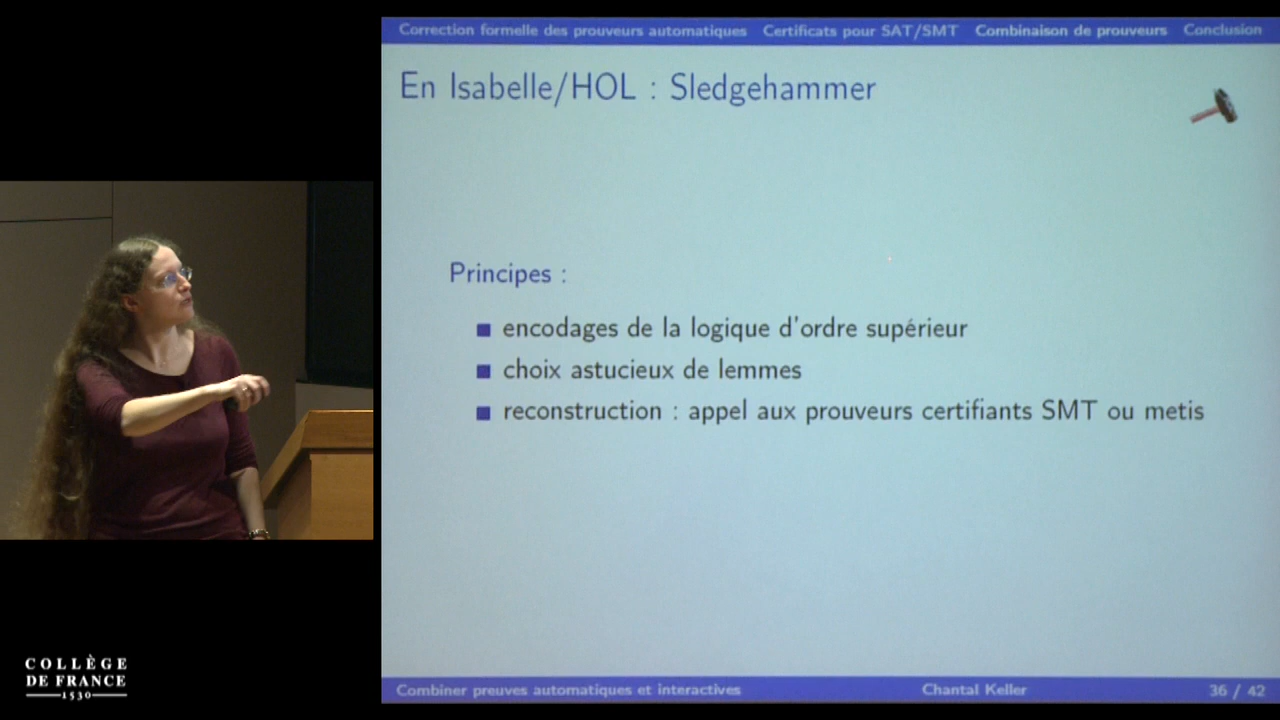 Correction formelle des prouveurs automatiques Certificats pour SAT/SMT Combinaison de prouveurs Conclusion
En Isabelle/HOL : Sledgehammer
Principes :
encodages de la logique d'ordre supérieur
choix astucieux de lemmes
reconstruction : appel aux prouveurs certifiants SMT ou metis
COLLÈGE
DE FRANCE
1530
Combiner preuves automatiques et interactives Chantal Keller 36 / 42